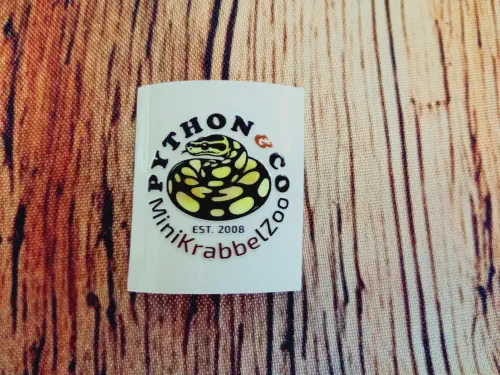 PYTHON & CO
EST. 2008
MiniKrabbelZoo